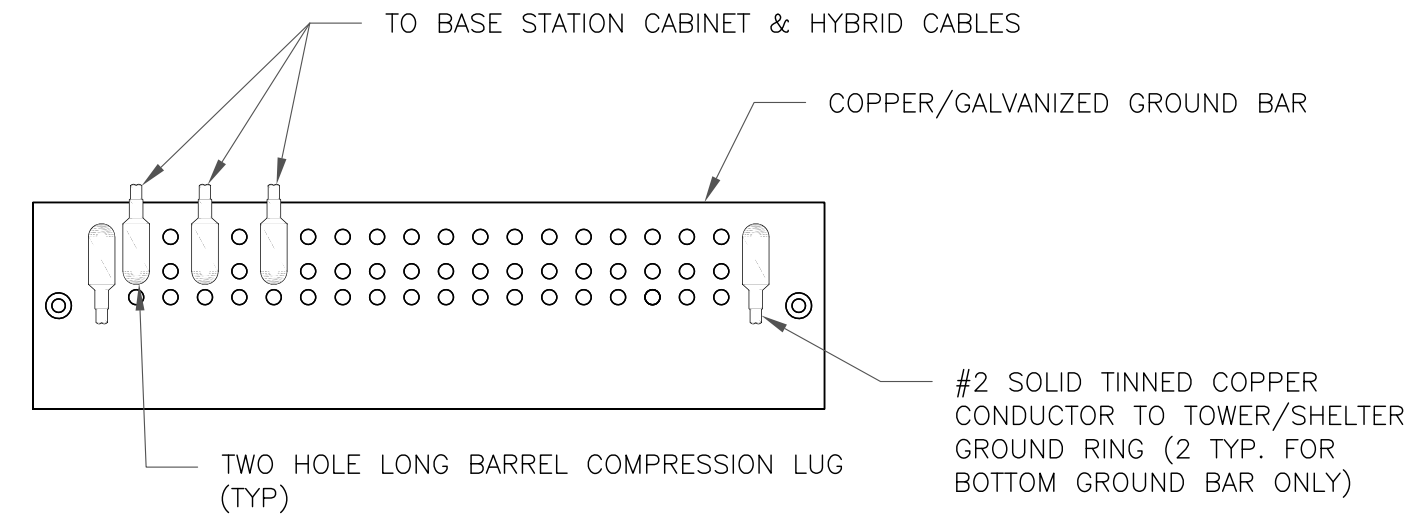 TO BASE STATION CABINET & HYBRID CABLES
COPPER/GALVANIZED GROUND BAR
#2 SOLID TINNED COPPER
CONDUCTOR TO TOWER/SHELTER
GROUND RING (2 TYP. FOR
BOTTOM GROUND BAR ONLY)
TWO HOLE LONG BARREL COMPRESSION LUG
(TYP)